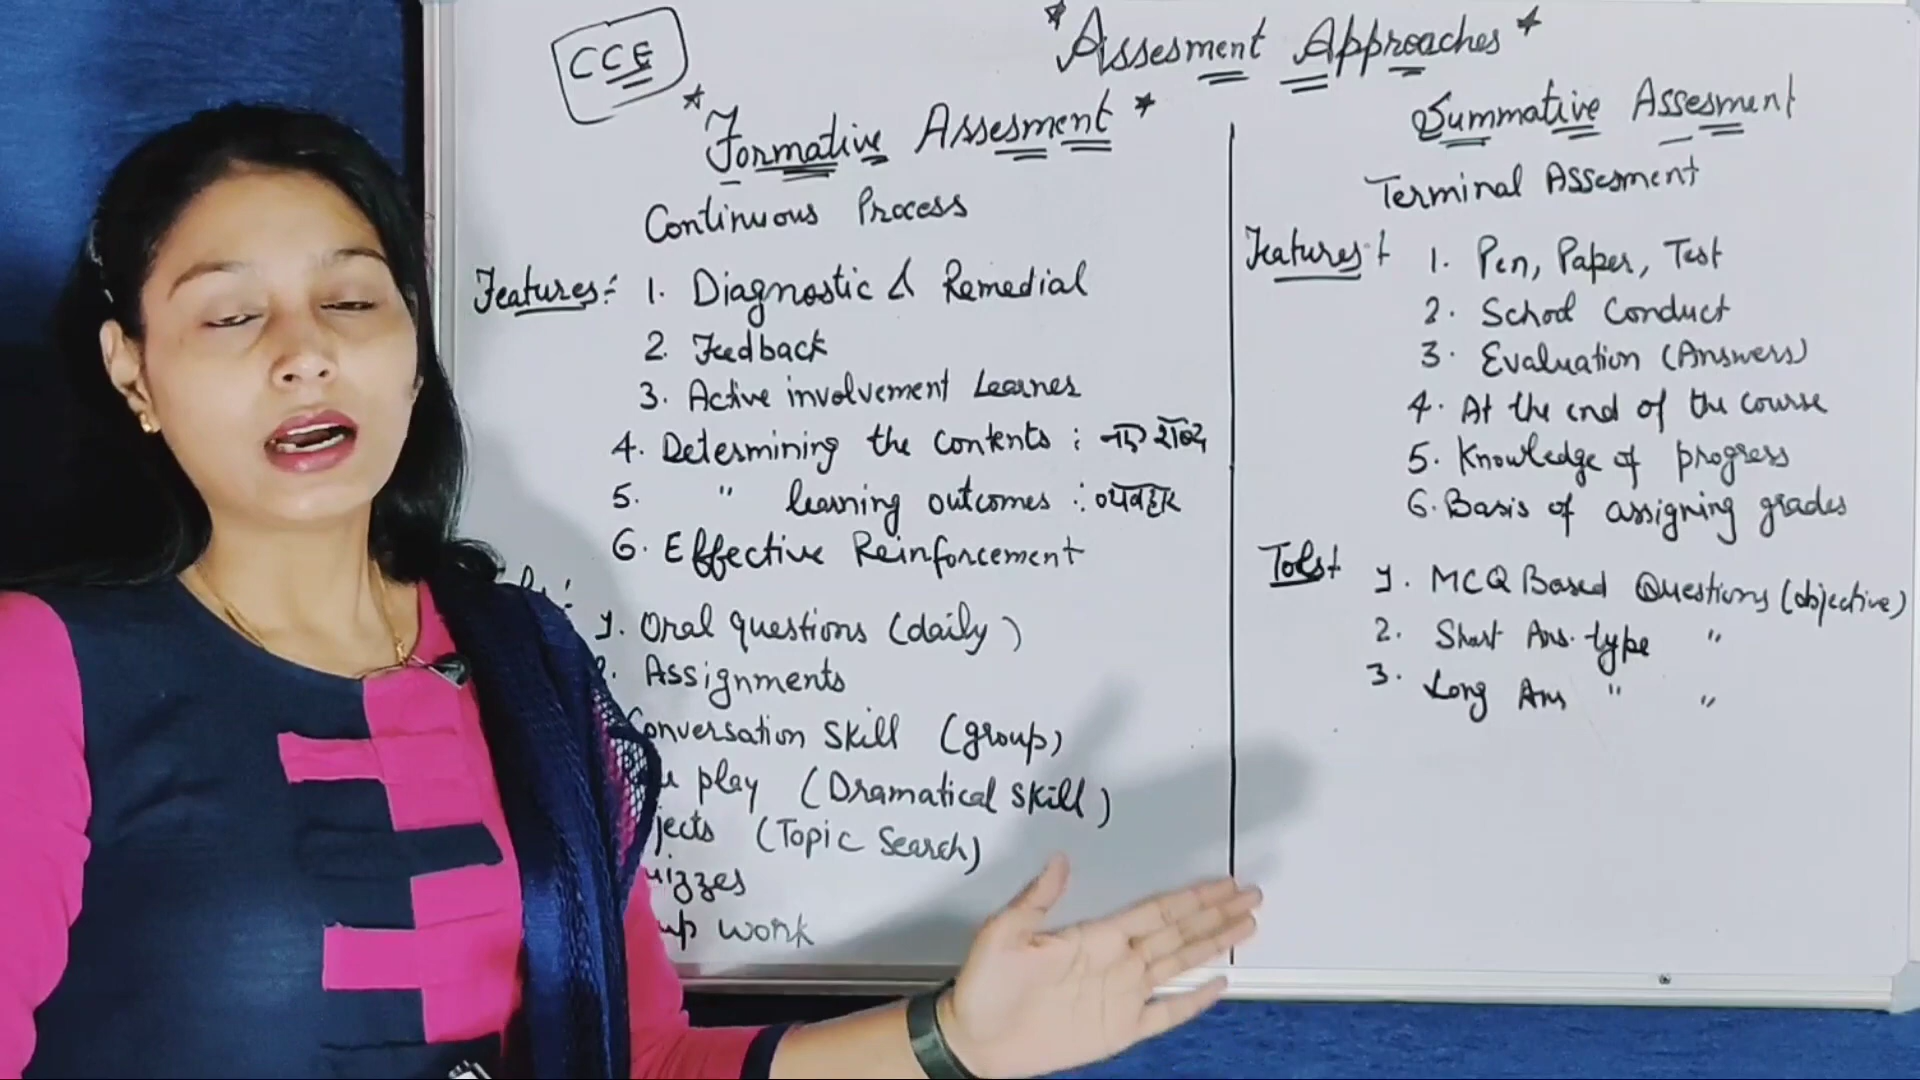 CCE
* Assesment Approaches *
* Formative Assesment *
Continuous Process
Features:- 1. Diagnostic & Remedial
2. Feedback
3. Active involvement Learner
4. Determining the contents :
5. " learning outcomes : व्यवहार
6. Effective Reinforcement
1. Oral questions (daily)
Assignments
Conversation Skill (group)
play (Dramatical Skill)
jects (Topic Search)
uizzes
up work
Summative Assesment
Terminal Assesment
Features:- 1. Pen, Paper, Test
2. School Conduct
3. Evaluation (Answers)
4. At the end of the course
5. Knowledge of progress
6. Basis of assigning grades
Tools:- 1. MCQ Based Questions (objective)
2. Short Ans. type "
3. Long Ans " "